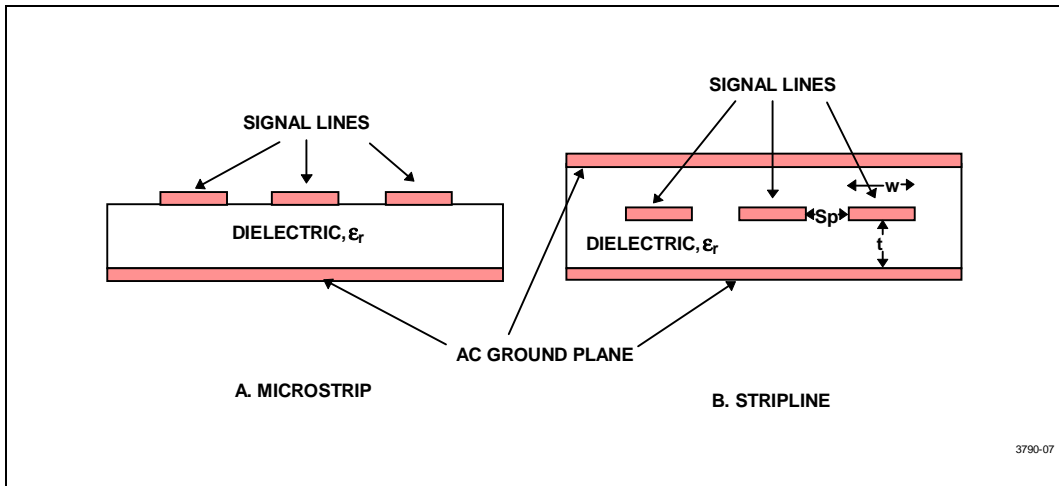 SIGNAL LINES
SIGNAL LINES
w
Sp
DIELECTRIC, εr
DIELECTRIC, εr
t
AC GROUND PLANE
A. MICROSTRIP
B. STRIPLINE
3790-07